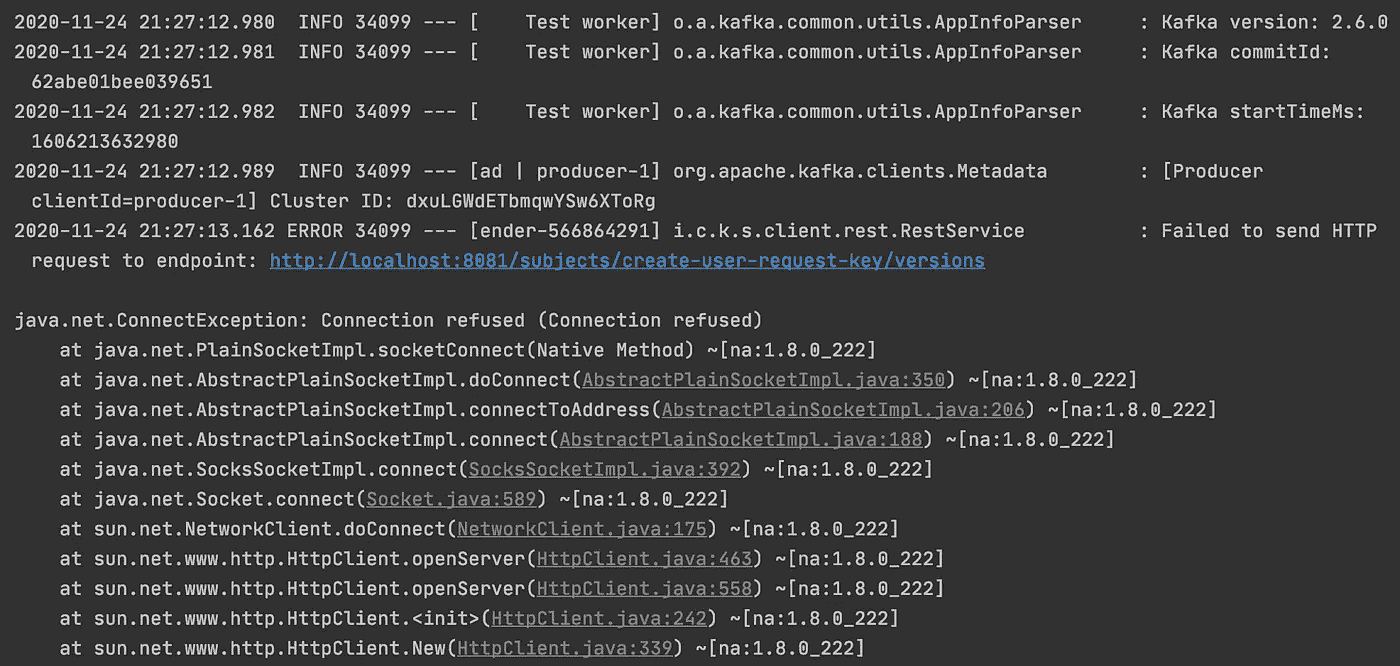 2020-11-24 21:27:12.980  INFO 34099 --- [    Test worker] o.a.kafka.common.utils.AppInfoParser     : Kafka version: 2.6.0
2020-11-24 21:27:12.981  INFO 34099 --- [    Test worker] o.a.kafka.common.utils.AppInfoParser     : Kafka commitId:
62abe01bee039651
2020-11-24 21:27:12.982  INFO 34099 --- [    Test worker] o.a.kafka.common.utils.AppInfoParser     : Kafka startTimeMs:
1606213632980
2020-11-24 21:27:12.989  INFO 34099 --- [ad | producer-1] org.apache.kafka.clients.Metadata        : [Producer
clientId=producer-1] Cluster ID: dxuLGWdETbmqwYSw6XToRg
2020-11-24 21:27:13.162 ERROR 34099 --- [ender-566864291] i.c.k.s.client.rest.RestService          : Failed to send HTTP
request to endpoint: http://localhost:8081/subjects/create-user-request-key/versions
java.net.ConnectException: Connection refused (Connection refused)
at java.net.PlainSocketImpl.socketConnect(Native Method) ~[na:1.8.0_222]
at java.net.AbstractPlainSocketImpl.doConnect(AbstractPlainSocketImpl.java:350) ~[na:1.8.0_222]
at java.net.AbstractPlainSocketImpl.connectToAddress(AbstractPlainSocketImpl.java:206) ~[na:1.8.0_222]
at java.net.AbstractPlainSocketImpl.connect(AbstractPlainSocketImpl.java:188) ~[na:1.8.0_222]
at java.net.SocksSocketImpl.connect(SocksSocketImpl.java:392) ~[na:1.8.0_222]
at java.net.Socket.connect(Socket.java:589) ~[na:1.8.0_222]
at sun.net.NetworkClient.doConnect(NetworkClient.java:175) ~[na:1.8.0_222]
at sun.net.www.http.HttpClient.openServer(HttpClient.java:463) ~[na:1.8.0_222]
at sun.net.www.http.HttpClient.openServer(HttpClient.java:558) ~[na:1.8.0_222]
at sun.net.www.http.HttpClient.<init>(HttpClient.java:242) ~[na:1.8.0_222]
at sun.net.www.http.HttpClient.New(HttpClient.java:339) ~[na:1.8.0_222]